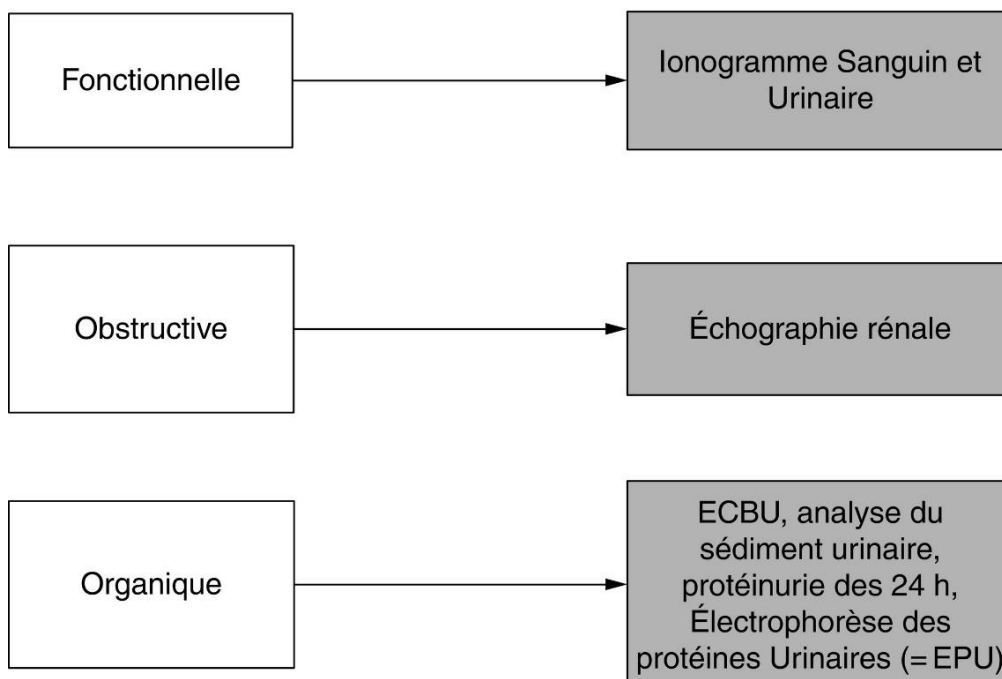 Fonctionnelle
Ionogramme Sanguin et
Urinaire
Obstructive
Échographie rénale
Organique
ECBU, analyse du
sédiment urinaire,
protéinurie des 24 h,
Électrophorèse des
protéines Urinaires (= EPU)